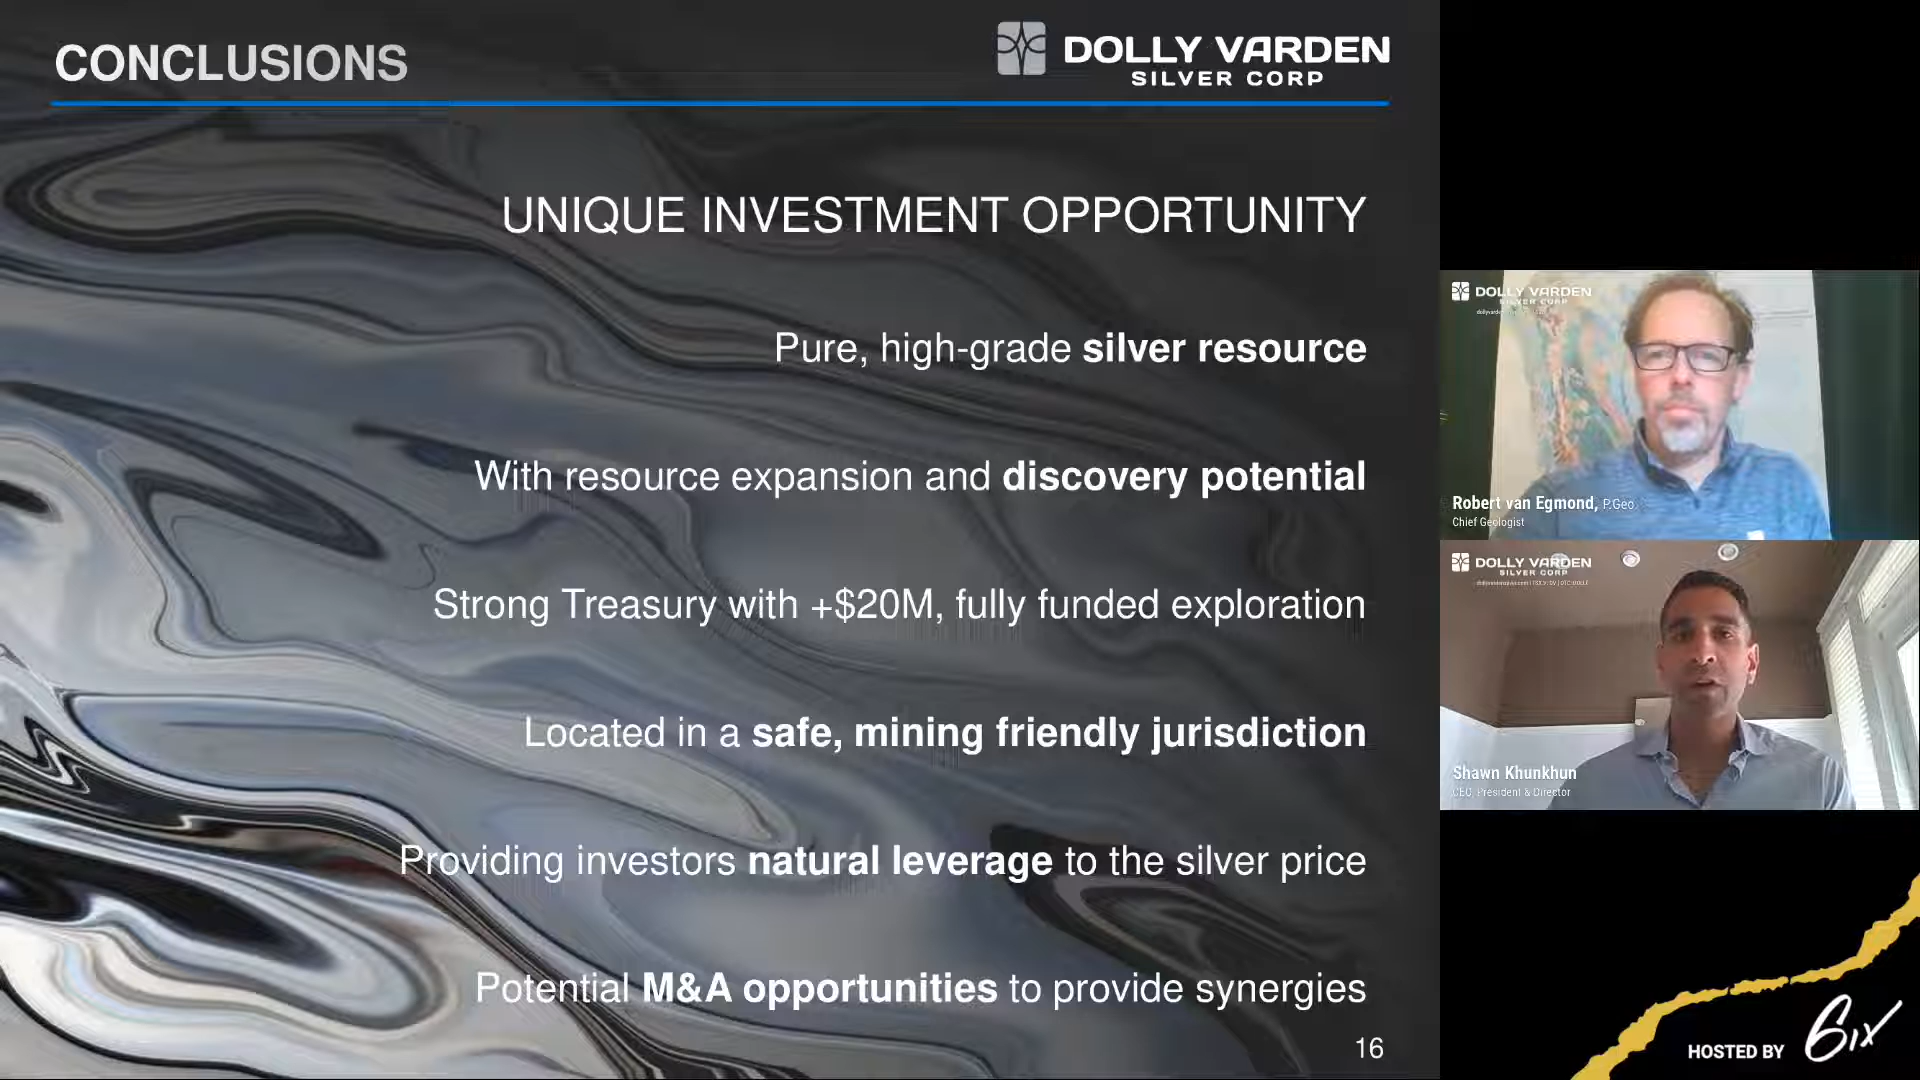 CONCLUSIONS
DOLLY VARDEN
SILVER CORP
UNIQUE INVESTMENT OPPORTUNITY
Pure, high-grade silver resource
With resource expansion and discovery potential
Strong Treasury with +$20M, fully funded exploration
Located in a safe, mining friendly jurisdiction
Providing investors natural leverage to the silver price
Potential M&A opportunities to provide synergies
16
DOLLY VARDEN
SILVER CORP
Robert van Egmond, P.Geo.
Chief Geologist
DOLLY VARDEN
SILVER CORP
Shawn Khunkhun
CEO, President & Director
HOSTED BY 6ix